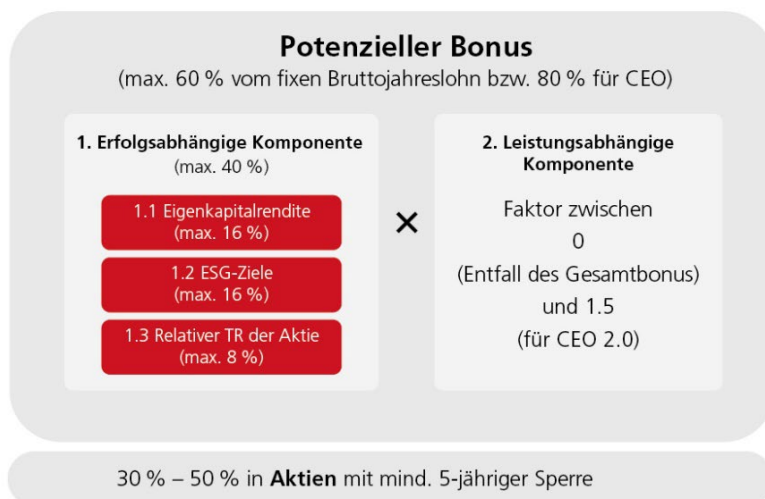 Potenzieller Bonus
(max. 60 % vom fixen Bruttojahreslohn bzw. 80 % für CEO)
1. Erfolgsabhängige Komponente
(max. 40 %)
1.1 Eigenkapitalrendite
(max. 16 %)
1.2 ESG-Ziele
(max. 16 %)
1.3 Relativer TR der Aktie
(max. 8 %)
×
2. Leistungsabhängige
Komponente
Faktor zwischen
0
(Entfall des Gesamtbonus)
und 1.5
(für CEO 2.0)
30 % – 50 % in Aktien mit mind. 5-jähriger Sperre